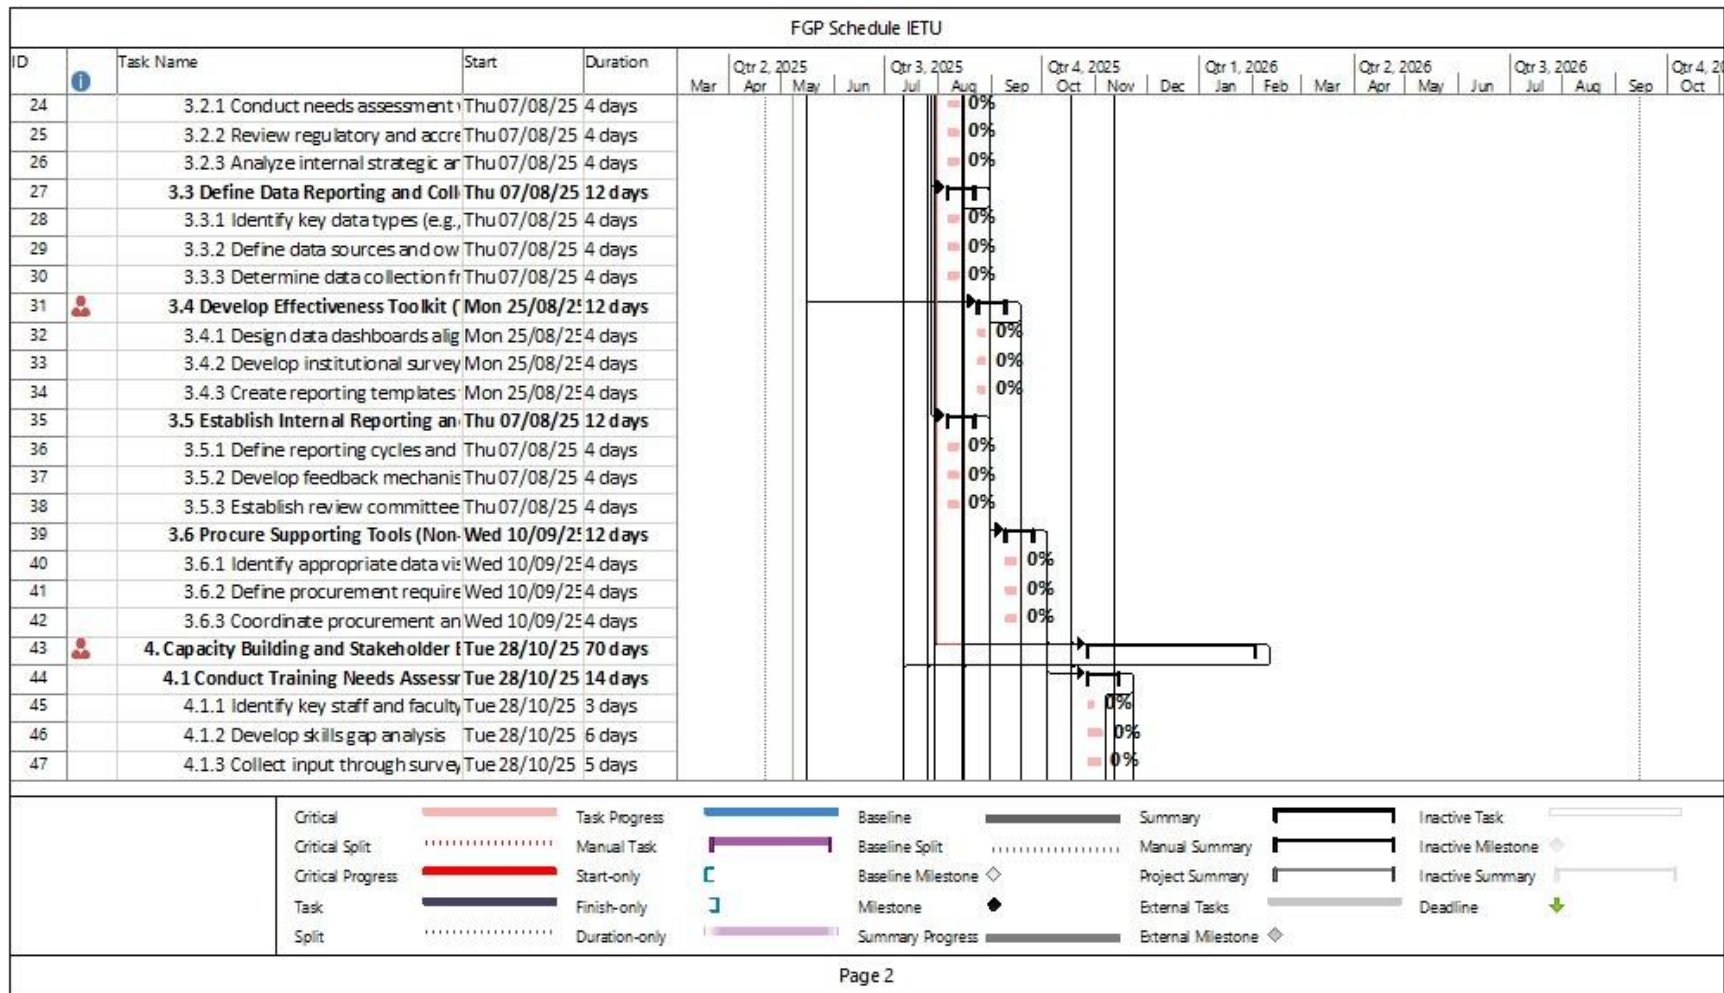 FGP Schedule IETU
ID Task Name Start Duration
Qtr 2, 2025 Qtr 3, 2025 Qtr 4, 2025 Qtr 1, 2026 Qtr 2, 2026 Qtr 3, 2026 Qtr 4, 20
Mar Apr May Jun Jul Aug Sep Oct Nov Dec Jan Feb Mar Apr May Jun Jul Aug Sep Oct
24 3.2.1 Conduct needs assessment Thu 07/08/25 4 days 0%
25 3.2.2 Review regulatory and accre Thu 07/08/25 4 days 0%
26 3.2.3 Analyze internal strategic ar Thu 07/08/25 4 days 0%
27 3.3 Define Data Reporting and Coll Thu 07/08/25 12 days
28 3.3.1 Identify key data types (e.g., Thu 07/08/25 4 days 0%
29 3.3.2 Define data sources and ow Thu 07/08/25 4 days 0%
30 3.3.3 Determine data collection fr Thu 07/08/25 4 days 0%
31 3.4 Develop Effectiveness Toolkit ( Mon 25/08/25 12 days
32 3.4.1 Design data dashboards alig Mon 25/08/25 4 days 0%
33 3.4.2 Develop institutional survey Mon 25/08/25 4 days 0%
34 3.4.3 Create reporting templates Mon 25/08/25 4 days 0%
35 3.5 Establish Internal Reporting an Thu 07/08/25 12 days
36 3.5.1 Define reporting cycles and Thu 07/08/25 4 days 0%
37 3.5.2 Develop feedback mechanis Thu 07/08/25 4 days 0%
38 3.5.3 Establish review committee Thu 07/08/25 4 days 0%
39 3.6 Procure Supporting Tools (Non- Wed 10/09/25 12 days
40 3.6.1 Identify appropriate data vis Wed 10/09/25 4 days 0%
41 3.6.2 Define procurement require Wed 10/09/25 4 days 0%
42 3.6.3 Coordinate procurement an Wed 10/09/25 4 days 0%
43 4. Capacity Building and Stakeholder E Tue 28/10/25 70 days
44 4.1 Conduct Training Needs Assessr Tue 28/10/25 14 days
45 4.1.1 Identify key staff and faculty Tue 28/10/25 3 days 0%
46 4.1.2 Develop skills gap analysis Tue 28/10/25 6 days 0%
47 4.1.3 Collect input through survey Tue 28/10/25 5 days 0%
Critical Task Progress Baseline Summary Inactive Task
Critical Split Manual Task Baseline Split Manual Summary Inactive Milestone
Critical Progress Start-only Baseline Milestone Project Summary Inactive Summary
Task Finish-only Milestone External Tasks Deadline
Split Duration-only Summary Progress External Milestone
Page 2